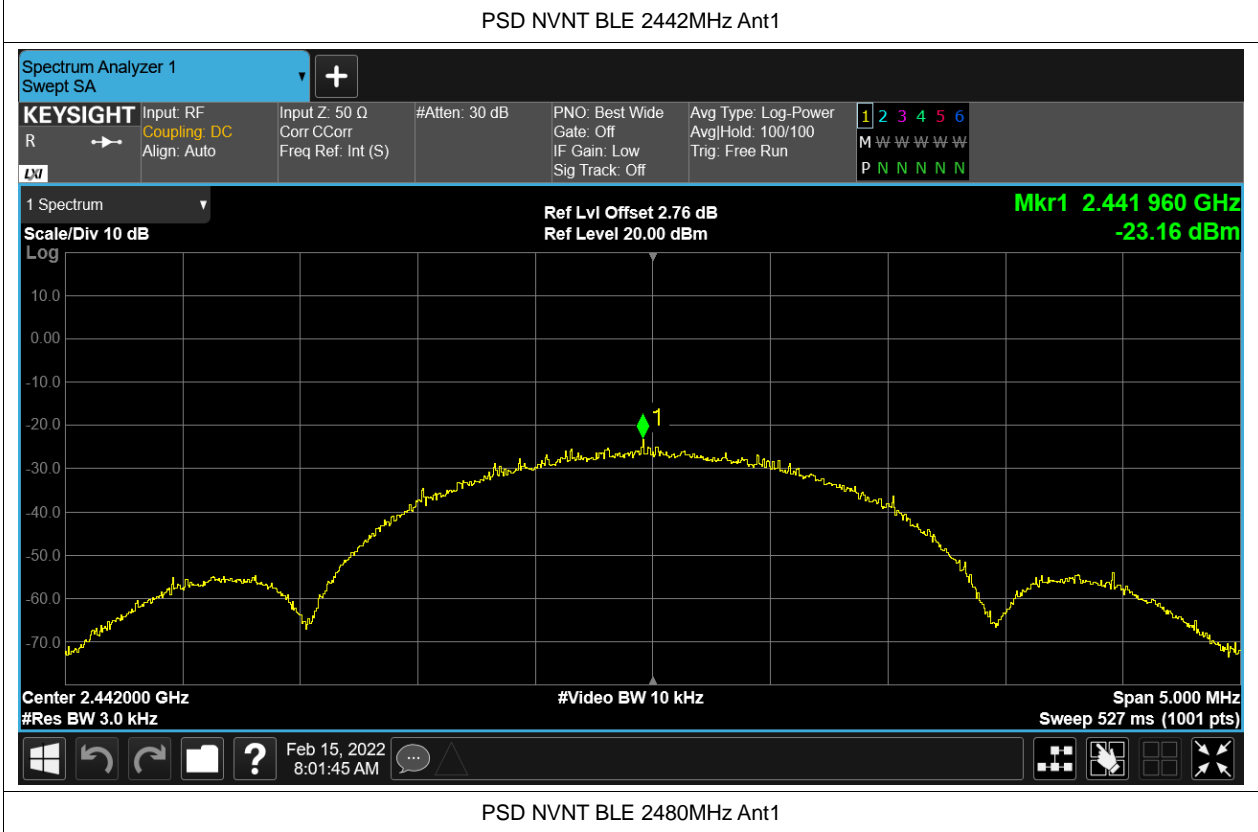 PSD NVNT BLE 2442MHz Ant1
Spectrum Analyzer 1
Swept SA
KEYSIGHT
R
LXI
Input: RF
Coupling: DC
Align: Auto
Input Z: 50 Ω
Corr CCorr
Freq Ref: Int (S)
#Atten: 30 dB
PNO: Best Wide
Gate: Off
IF Gain: Low
Sig Track: Off
Avg Type: Log-Power
Avg|Hold: 100/100
Trig: Free Run
1 2 3 4 5 6
M W W W W W
P N N N N N
1 Spectrum
Scale/Div 10 dB
Log
Ref Lvl Offset 2.76 dB
Ref Level 20.00 dBm
Mkr1 2.441 960 GHz
-23.16 dBm
10.0
0.00
-10.0
-20.0
-30.0
-40.0
-50.0
-60.0
-70.0
1
Center 2.442000 GHz
#Res BW 3.0 kHz
#Video BW 10 kHz
Span 5.000 MHz
Sweep 527 ms (1001 pts)
?
Feb 15, 2022
8:01:45 AM
PSD NVNT BLE 2480MHz Ant1